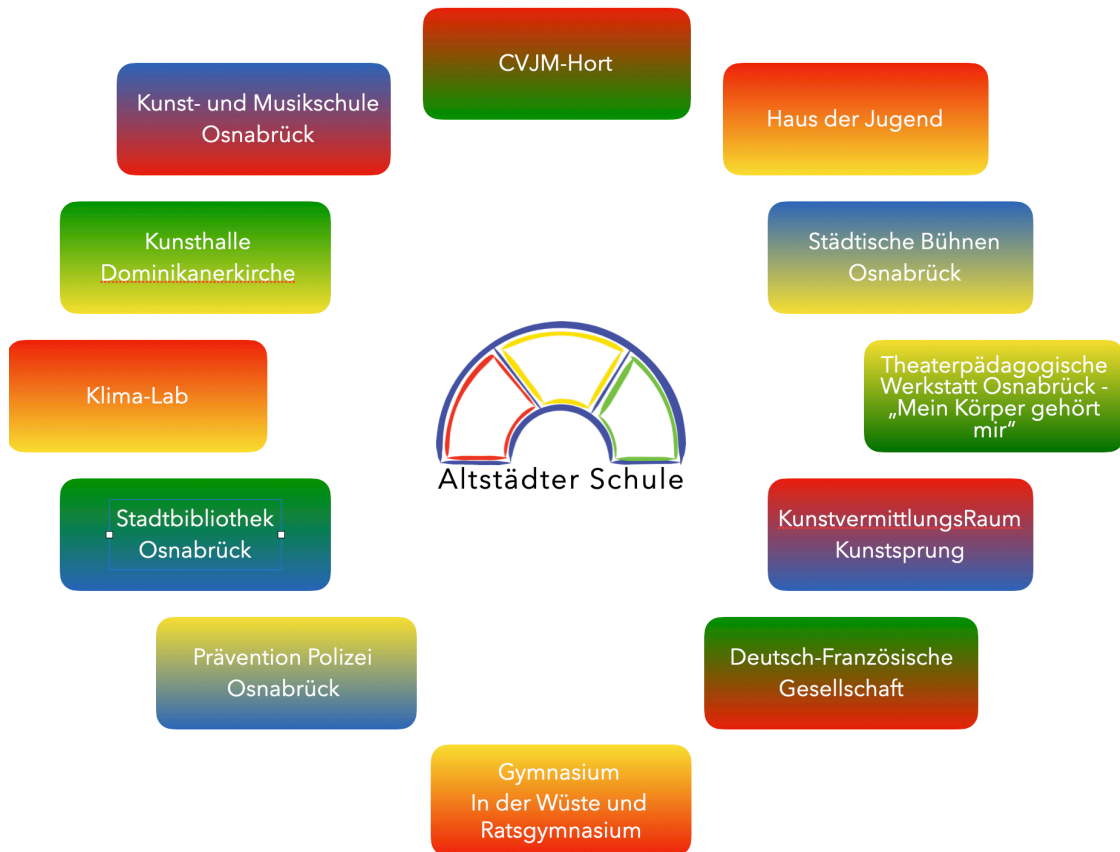 CVJM-Hort
Kunst- und Musikschule
Osnabrück
Haus der Jugend
Kunsthalle
Dominikanerkirche
Städtische Bühnen
Osnabrück
Klima-Lab
Theaterpädagogische
Werkstatt Osnabrück -
„Mein Körper gehört
mir“
Altstädter Schule
Stadtbibliothek
Osnabrück
KunstvermittlungsRaum
Kunstsprung
Prävention Polizei
Osnabrück
Deutsch-Französische
Gesellschaft
Gymnasium
In der Wüste und
Ratsgymnasium